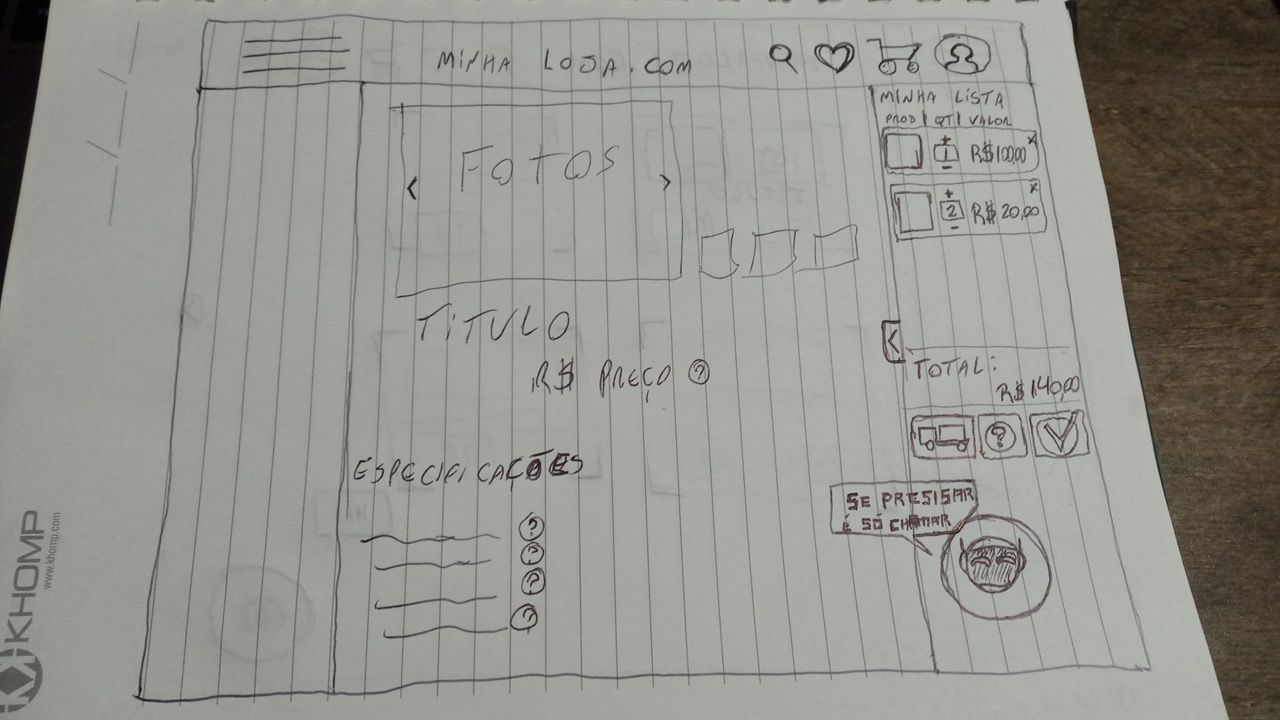 MINHA LOJA.COM
MINHA LISTA
PROD | QT | VALOR
+
1
-
R$100,00
x
+
2
-
R$ 20,00
x
< FOTOS >
TÍTULO
R$ PREÇO ?
<
TOTAL:
R$140,00
?
ESPECIFICAÇÕES
?
?
?
?
SE PRESISAR
É SÓ CHAMAR
KHOMP
www.khomp.com